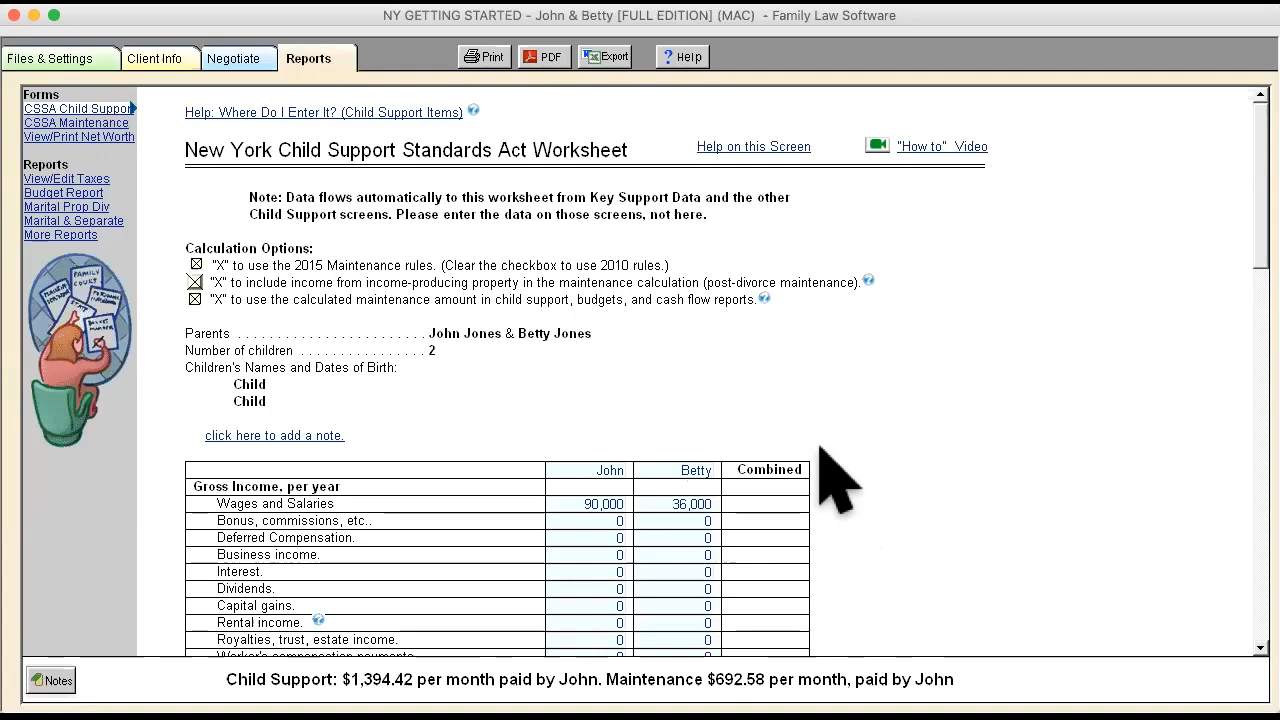 NY GETTING STARTED - John & Betty [FULL EDITION] (MAC) - Family Law Software
Files & Settings
Client Info
Negotiate
Reports
Print
PDF
Export
? Help
Forms
CSSA Child Support
CSSA Maintenance
View/Print Net Worth
Reports
View/Edit Taxes
Budget Report
Marital Prop Div
Marital & Separate
More Reports
FAMILY COURT
Help: Where Do I Enter It? (Child Support Items)
New York Child Support Standards Act Worksheet
Help on this Screen
"How to" Video
Note: Data flows automatically to this worksheet from Key Support Data and the other
Child Support screens. Please enter the data on those screens, not here.
Calculation Options:
"X" to use the 2015 Maintenance rules. (Clear the checkbox to use 2010 rules.)
"X" to include income from income-producing property in the maintenance calculation (post-divorce maintenance).
"X" to use the calculated maintenance amount in child support, budgets, and cash flow reports.
Parents . . . . . . . . . . . . . . . . . . . . . . . . John Jones & Betty Jones
Number of children . . . . . . . . . . . . . . . . 2
Children's Names and Dates of Birth:
Child
Child
click here to add a note.
John Betty Combined
Gross Income, per year
Wages and Salaries 90,000 36,000
Bonus, commissions, etc.. 0 0
Deferred Compensation. 0 0
Business income. 0 0
Interest. 0 0
Dividends. 0 0
Capital gains. 0 0
Rental income. 0 0
Royalties, trust, estate income. 0 0
Worker's compensation payments 0 0
Notes
Child Support: $1,394.42 per month paid by John. Maintenance $692.58 per month, paid by John